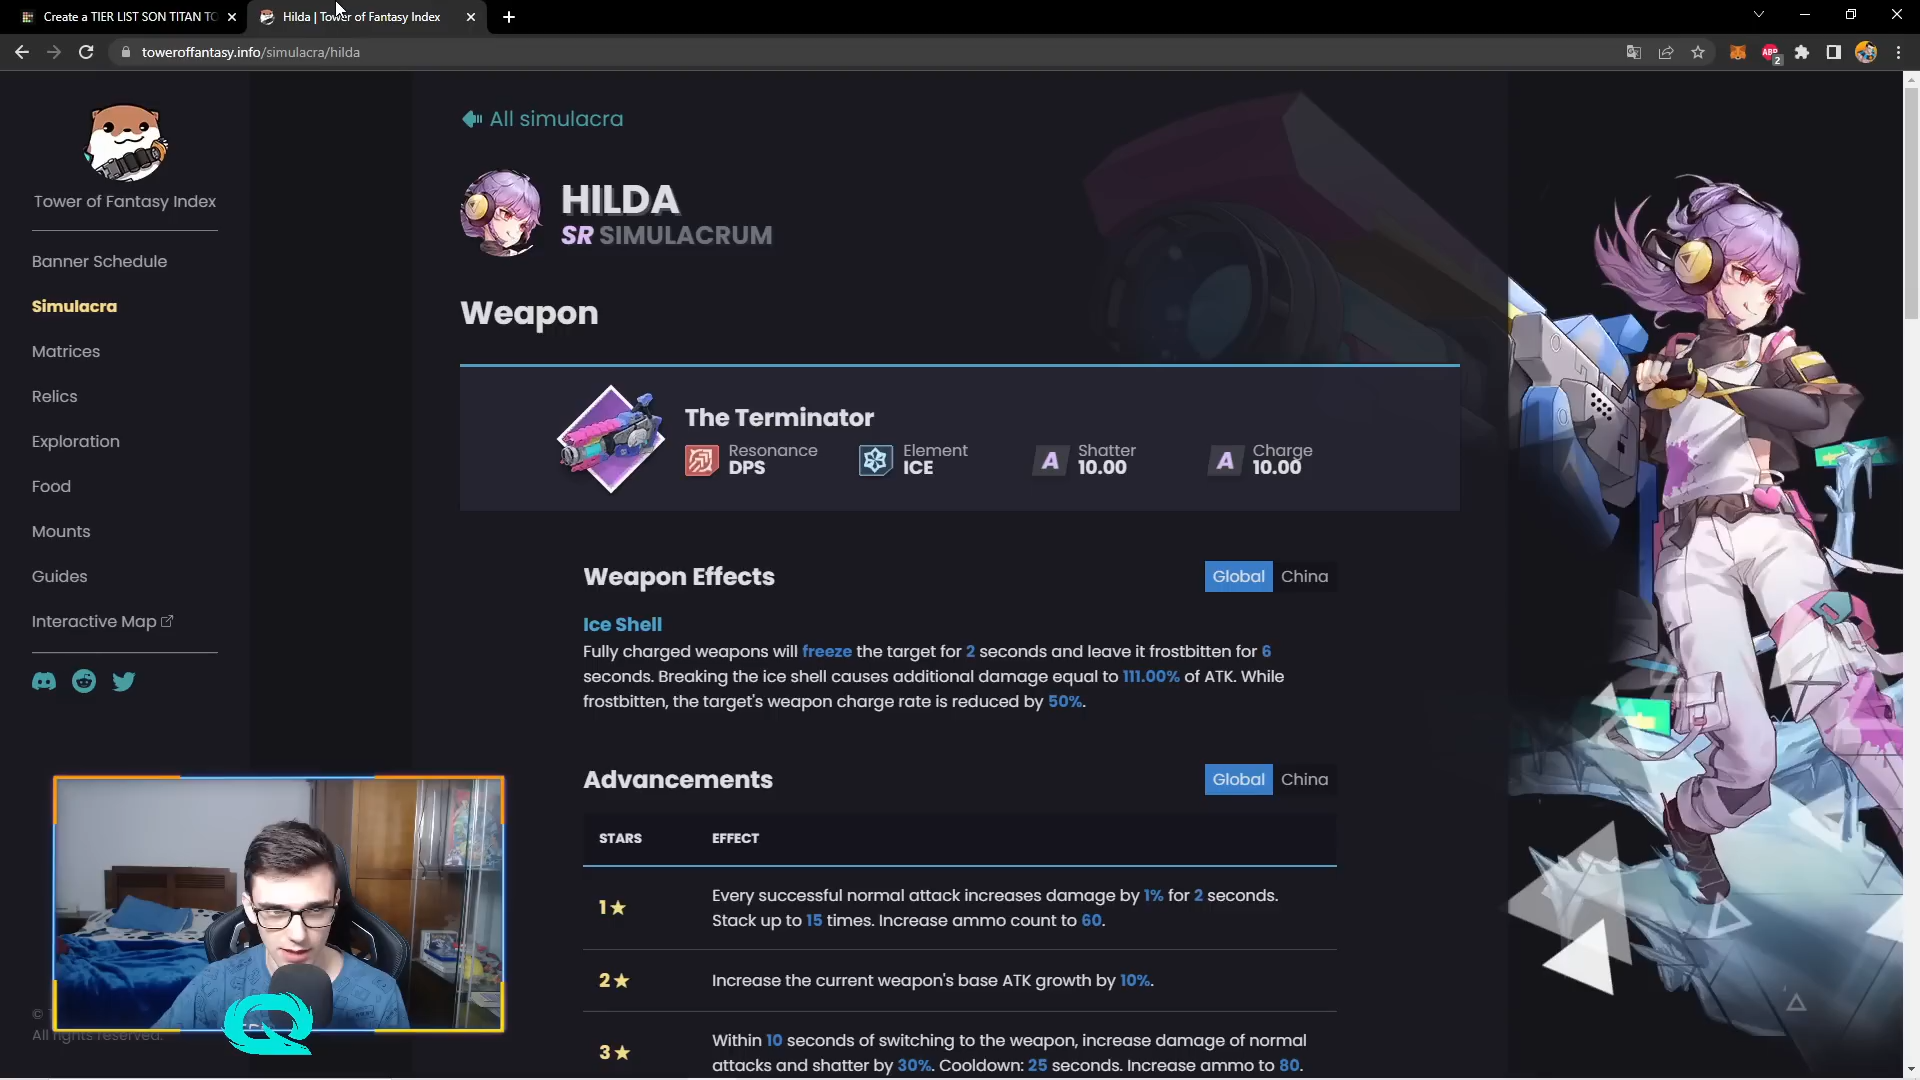 Create a TIER LIST SON TITAN TO
Hilda | Tower of Fantasy Index
toweroffantasy.info/simulacra/hilda
ABP
2
All simulacra
HILDA
SR SIMULACRUM
Tower of Fantasy Index
Banner Schedule
Simulacra
Matrices
Relics
Exploration
Food
Mounts
Guides
Interactive Map
Weapon
The Terminator
Resonance
DPS
Element
ICE
A
Shatter
10.00
A
Charge
10.00
Weapon Effects
Global
China
Ice Shell
Fully charged weapons will freeze the target for 2 seconds and leave it frostbitten for 6
seconds. Breaking the ice shell causes additional damage equal to 111.00% of ATK. While
frostbitten, the target's weapon charge rate is reduced by 50%.
Advancements
Global
China
STARS
EFFECT
1★
Every successful normal attack increases damage by 1% for 2 seconds.
Stack up to 15 times. Increase ammo count to 60.
2★
Increase the current weapon's base ATK growth by 10%.
3★
Within 10 seconds of switching to the weapon, increase damage of normal
attacks and shatter by 30%. Cooldown: 25 seconds. Increase ammo to 80.
©
All rights reserved.